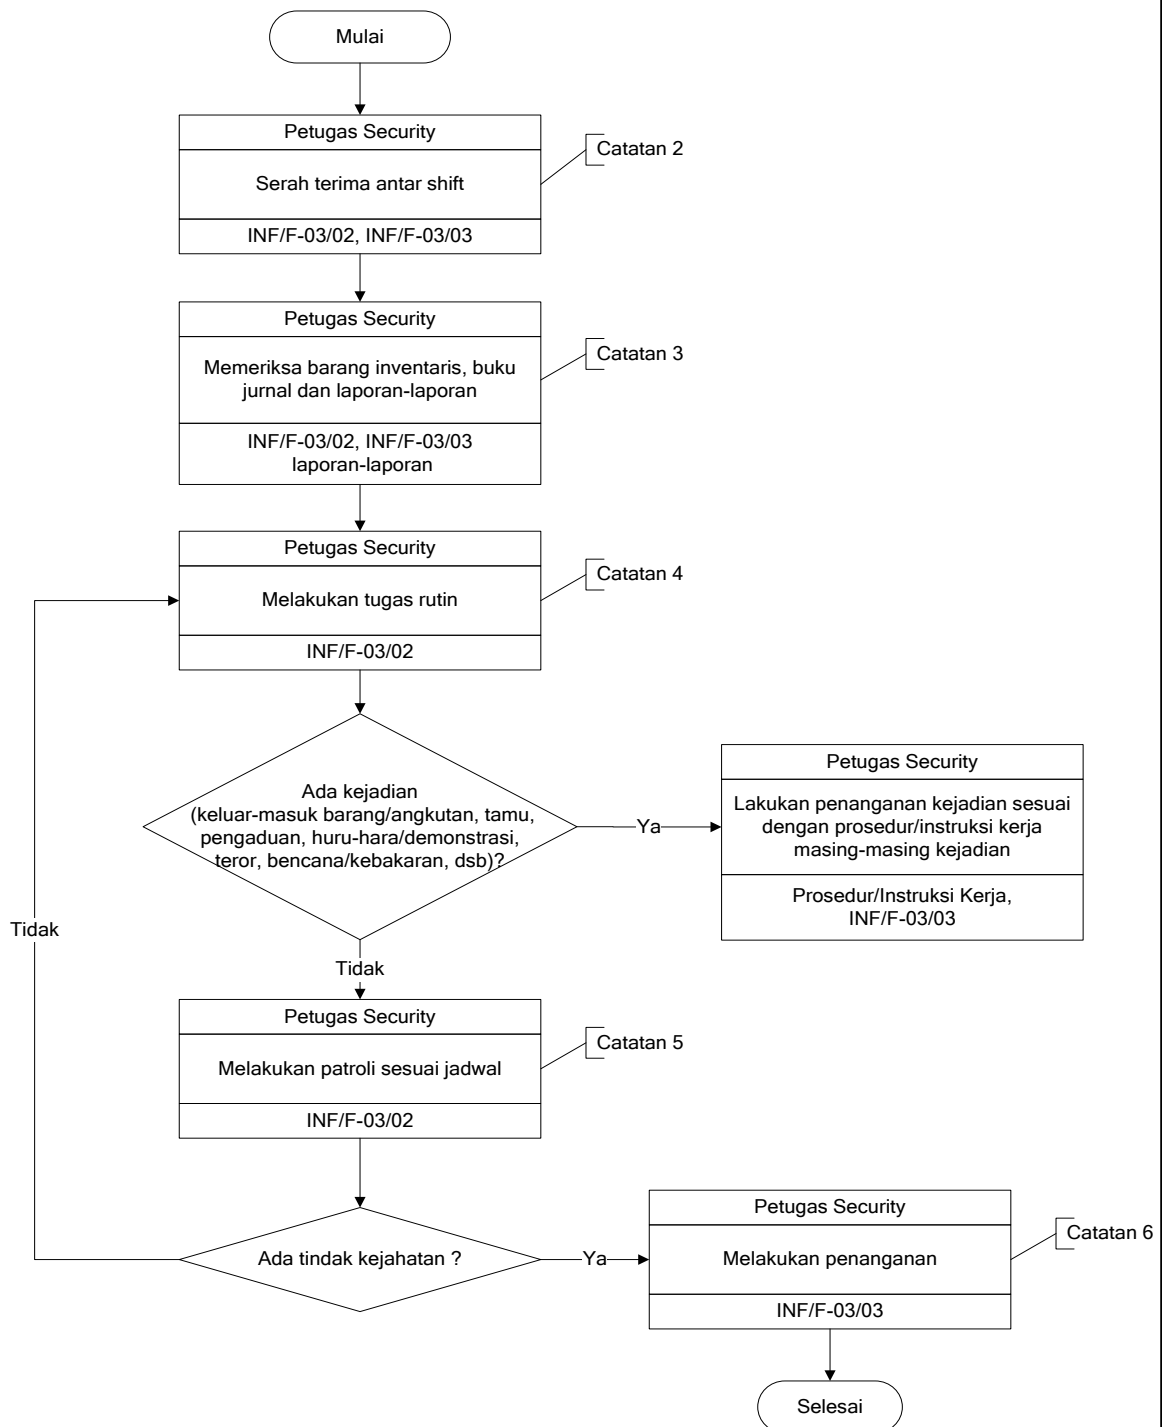 Mulai
Petugas Security
Catatan 2
Serah terima antar shift
INF/F-03/02, INF/F-03/03
Petugas Security
Catatan 3
Memeriksa barang inventaris, buku
jurnal dan laporan-laporan
INF/F-03/02, INF/F-03/03
laporan-laporan
Petugas Security
Catatan 4
Melakukan tugas rutin
INF/F-03/02
Ada kejadian
(keluar-masuk barang/angkutan, tamu,
pengaduan, huru-hara/demonstrasi,
teror, bencana/kebakaran, dsb)?
Ya
Petugas Security
Lakukan penanganan kejadian sesuai
dengan prosedur/instruksi kerja
masing-masing kejadian
Prosedur/Instruksi Kerja,
INF/F-03/03
Tidak
Tidak
Petugas Security
Catatan 5
Melakukan patroli sesuai jadwal
INF/F-03/02
Ada tindak kejahatan ?
Ya
Petugas Security
Catatan 6
Melakukan penanganan
INF/F-03/03
Selesai